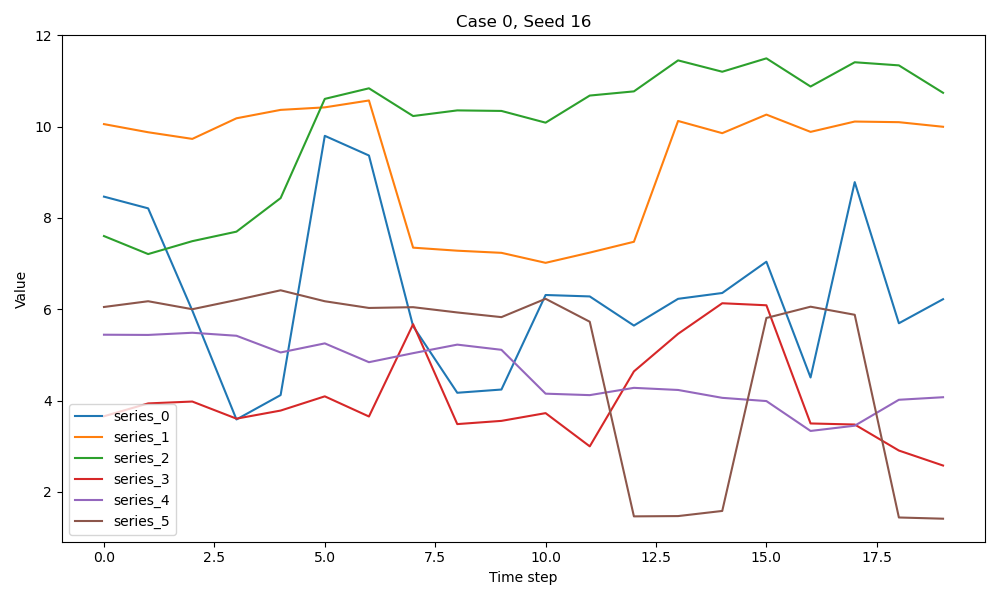 Case 0, Seed 16
Value
12
10
8
6
4
2
series_0
series_1
series_2
series_3
series_4
series_5
0.0 2.5 5.0 7.5 10.0 12.5 15.0 17.5
Time step